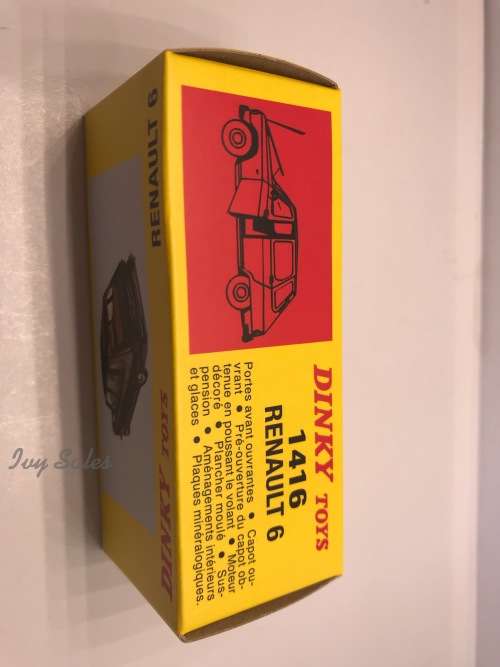 DINKY TOYS
1416
RENAULT 6
Portes avant ouvrantes • Capot ou-
vrant • Pré-ouverture du capot ob-
tenue en poussant le volant • Moteur
décoré • Plancher moulé • Sus-
pension • Aménagements intérieurs
et glaces • Plaques minéralogiques.
RENAULT 6
DINKY TOYS
Ivy Sales